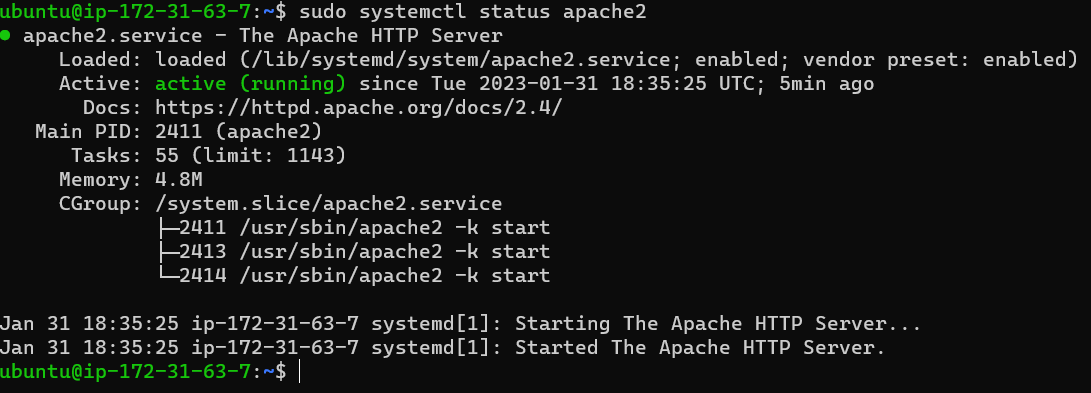 ubuntu@ip-172-31-63-7:~$ sudo systemctl status apache2
● apache2.service - The Apache HTTP Server
     Loaded: loaded (/lib/systemd/system/apache2.service; enabled; vendor preset: enabled)
     Active: active (running) since Tue 2023-01-31 18:35:25 UTC; 5min ago
       Docs: https://httpd.apache.org/docs/2.4/
   Main PID: 2411 (apache2)
      Tasks: 55 (limit: 1143)
     Memory: 4.8M
     CGroup: /system.slice/apache2.service
             ├─2411 /usr/sbin/apache2 -k start
             ├─2413 /usr/sbin/apache2 -k start
             └─2414 /usr/sbin/apache2 -k start

Jan 31 18:35:25 ip-172-31-63-7 systemd[1]: Starting The Apache HTTP Server...
Jan 31 18:35:25 ip-172-31-63-7 systemd[1]: Started The Apache HTTP Server.
ubuntu@ip-172-31-63-7:~$